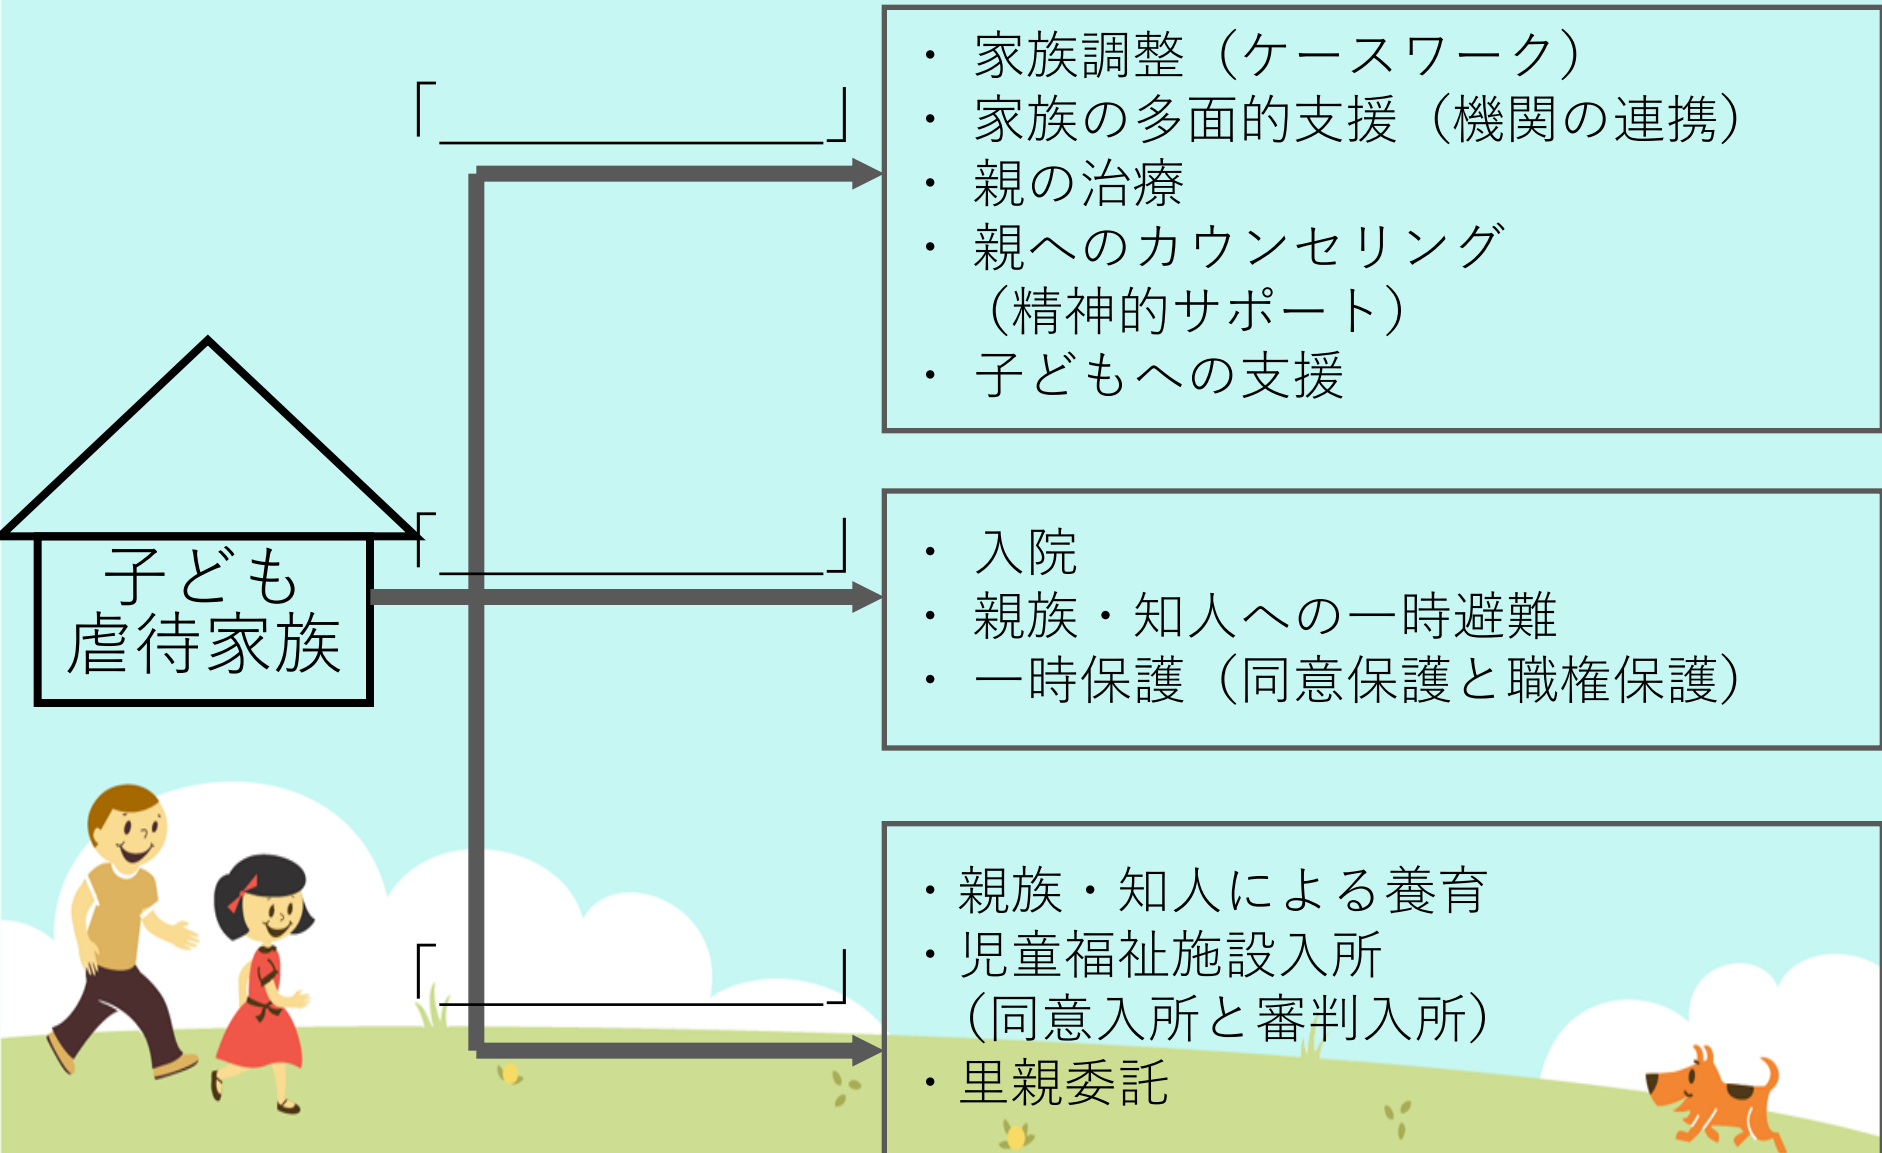 「＿＿＿＿＿＿＿＿」
・ 家族調整（ケースワーク）
・ 家族の多面的支援（機関の連携）
・ 親の治療
・ 親へのカウンセリング
（精神的サポート）
・ 子どもへの支援
子ども
虐待家族
「＿＿＿＿＿＿＿＿」
・ 入院
・ 親族・知人への一時避難
・ 一時保護（同意保護と職権保護）
「＿＿＿＿＿＿＿＿」
・親族・知人による養育
・児童福祉施設入所
（同意入所と審判入所）
・里親委託